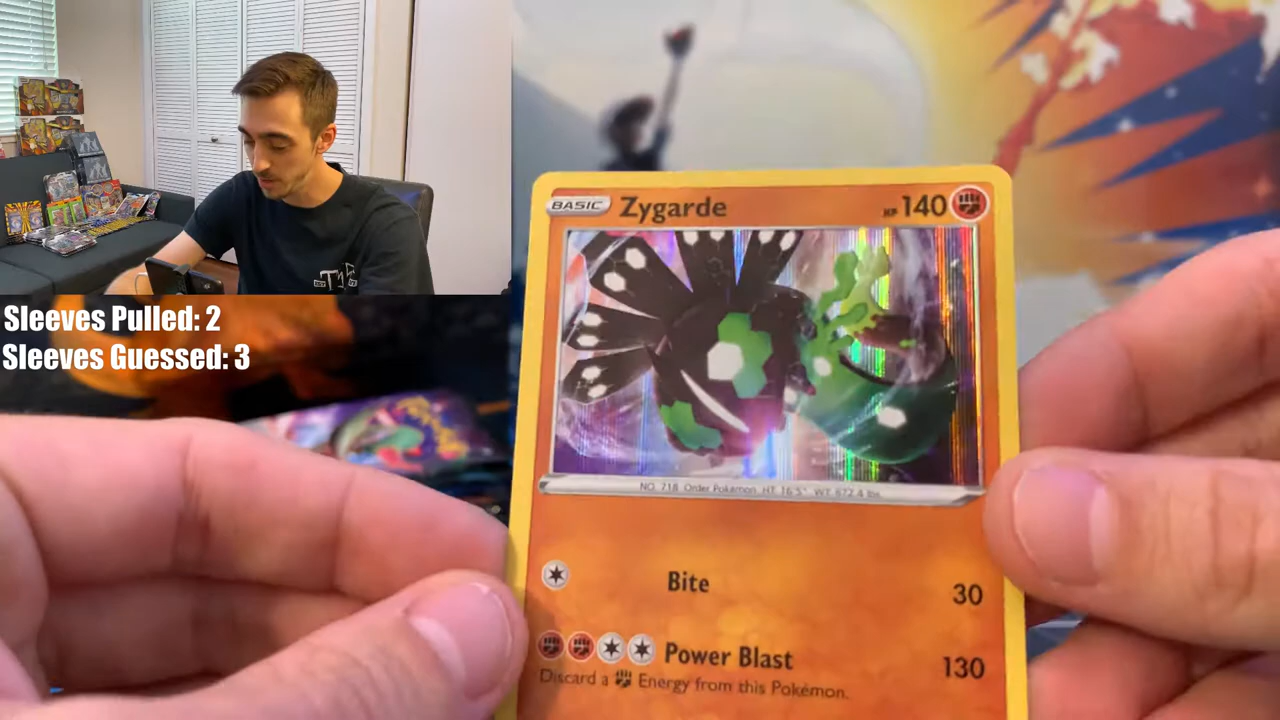 Sleeves Pulled: 2
Sleeves Guessed: 3
BASIC Zygarde HP 140
NO. 718 Order Pokémon HT: 16'5" WT: 672.4 lbs.
Bite 30
Power Blast 130
Discard a Energy from this Pokémon.